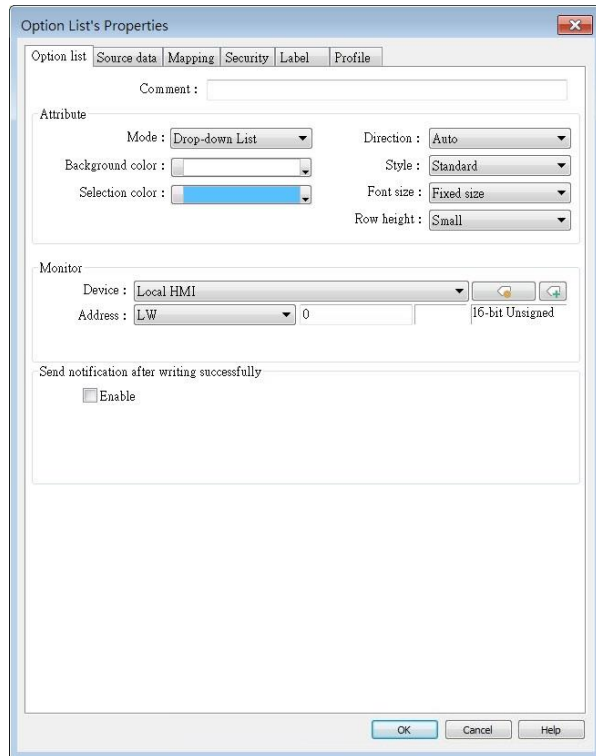 Option List's Properties
Option list Source data Mapping Security Label Profile
Comment :
Attribute
Mode : Drop-down List Direction : Auto
Background color : Style : Standard
Selection color : Font size : Fixed size
Row height : Small
Monitor
Device : Local HMI
Address : LW 0 16-bit Unsigned
Send notification after writing successfully
Enable
OK Cancel Help